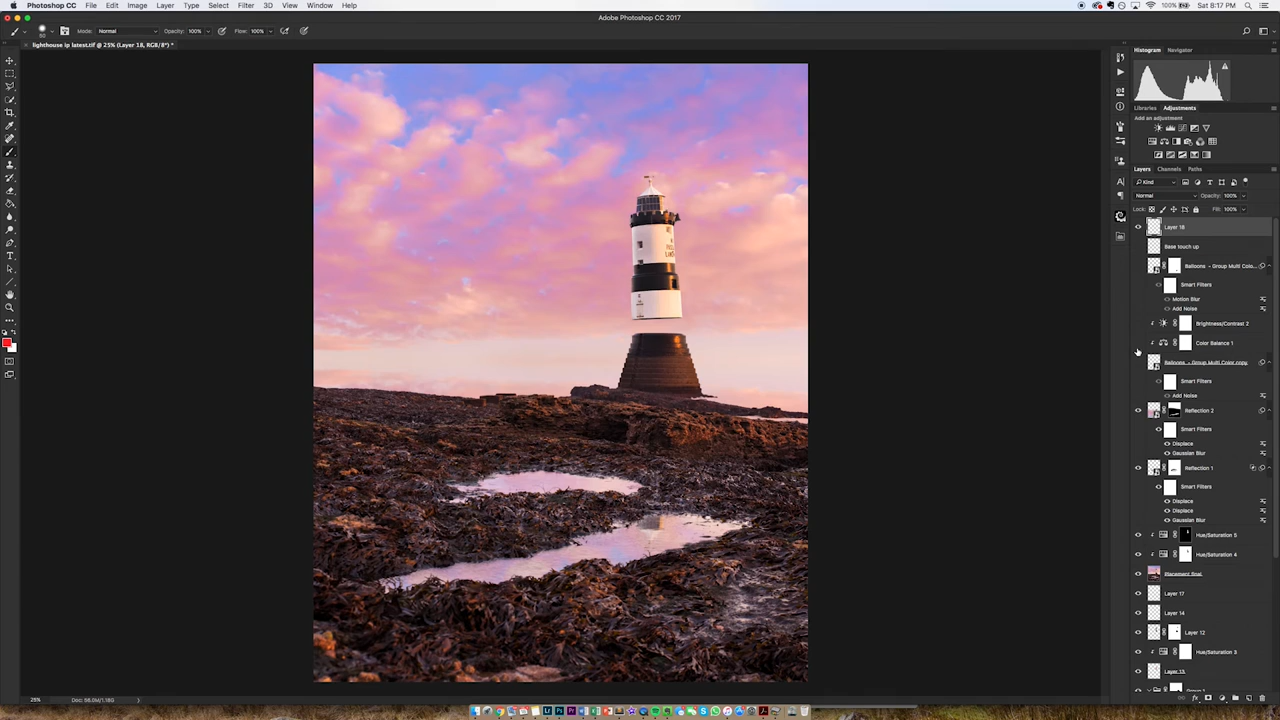 Photoshop CC File Edit Image Layer Type Select Filter 3D View Window Help
100% Sat 8:17 PM
Adobe Photoshop CC 2017
Mode: Normal Opacity: 100% Flow: 100%
lighthouse ip latest.tif @ 25% (Layer 18, RGB/8*) *
Histogram Navigator
Libraries Adjustments
Add an adjustment
Layers Channels Paths
Kind
Normal Opacity: 100%
Lock: Fill: 100%
Layer 18
Base touch up
Balloons - Group Multi Colo...
Smart Filters
Motion Blur
Add Noise
Brightness/Contrast 2
Color Balance 1
Balloons - Group Multi Color copy
Smart Filters
Add Noise
Reflection 2
Smart Filters
Displace
Gaussian Blur
Reflection 1
Smart Filters
Displace
Displace
Gaussian Blur
Hue/Saturation 5
Hue/Saturation 4
Placement final
Layer 17
Layer 14
Layer 12
Hue/Saturation 3
Layer 13
25% Doc: 56.0M/1.18G